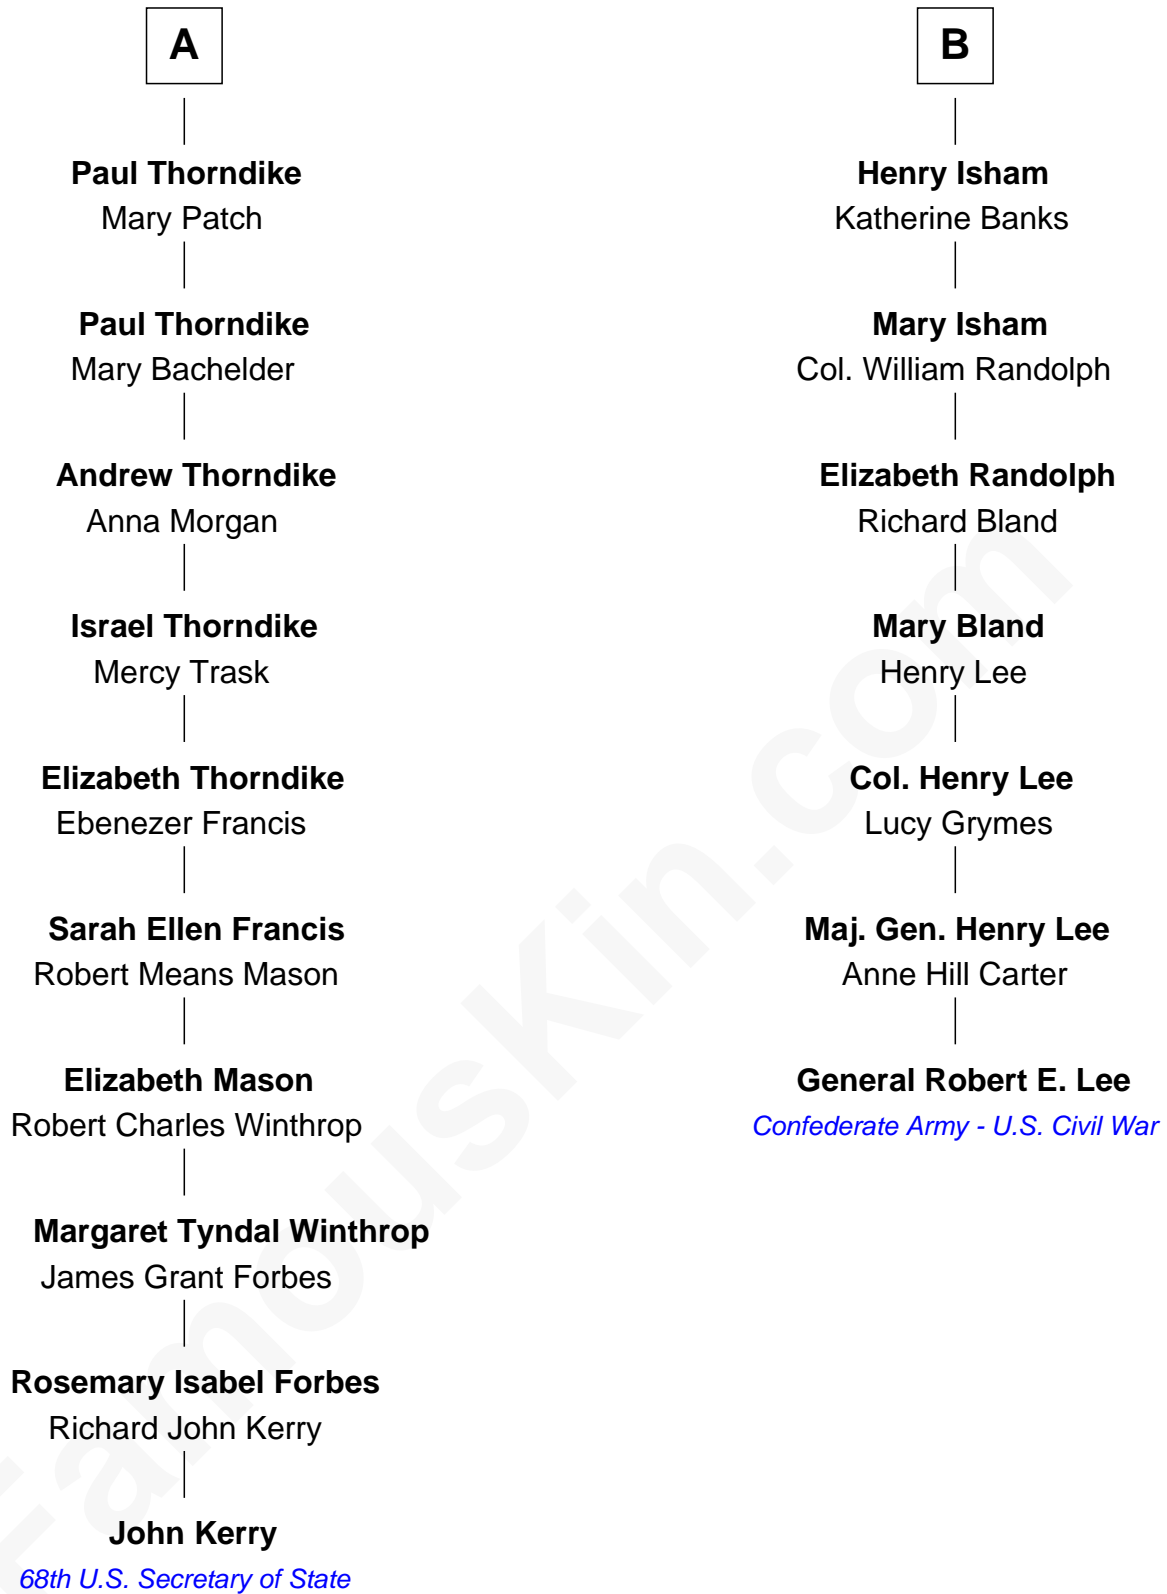 A
Paul Thorndike
Mary Patch
Paul Thorndike
Mary Bachelder
Andrew Thorndike
Anna Morgan
Israel Thorndike
Mercy Trask
Elizabeth Thorndike
Ebenezer Francis
Sarah Ellen Francis
Robert Means Mason
Elizabeth Mason
Robert Charles Winthrop
Margaret Tyndal Winthrop
James Grant Forbes
Rosemary Isabel Forbes
Richard John Kerry
John Kerry
68th U.S. Secretary of State
B
Henry Isham
Katherine Banks
Mary Isham
Col. William Randolph
Elizabeth Randolph
Richard Bland
Mary Bland
Henry Lee
Col. Henry Lee
Lucy Grymes
Maj. Gen. Henry Lee
Anne Hill Carter
General Robert E. Lee
Confederate Army - U.S. Civil War
FamousKin.com